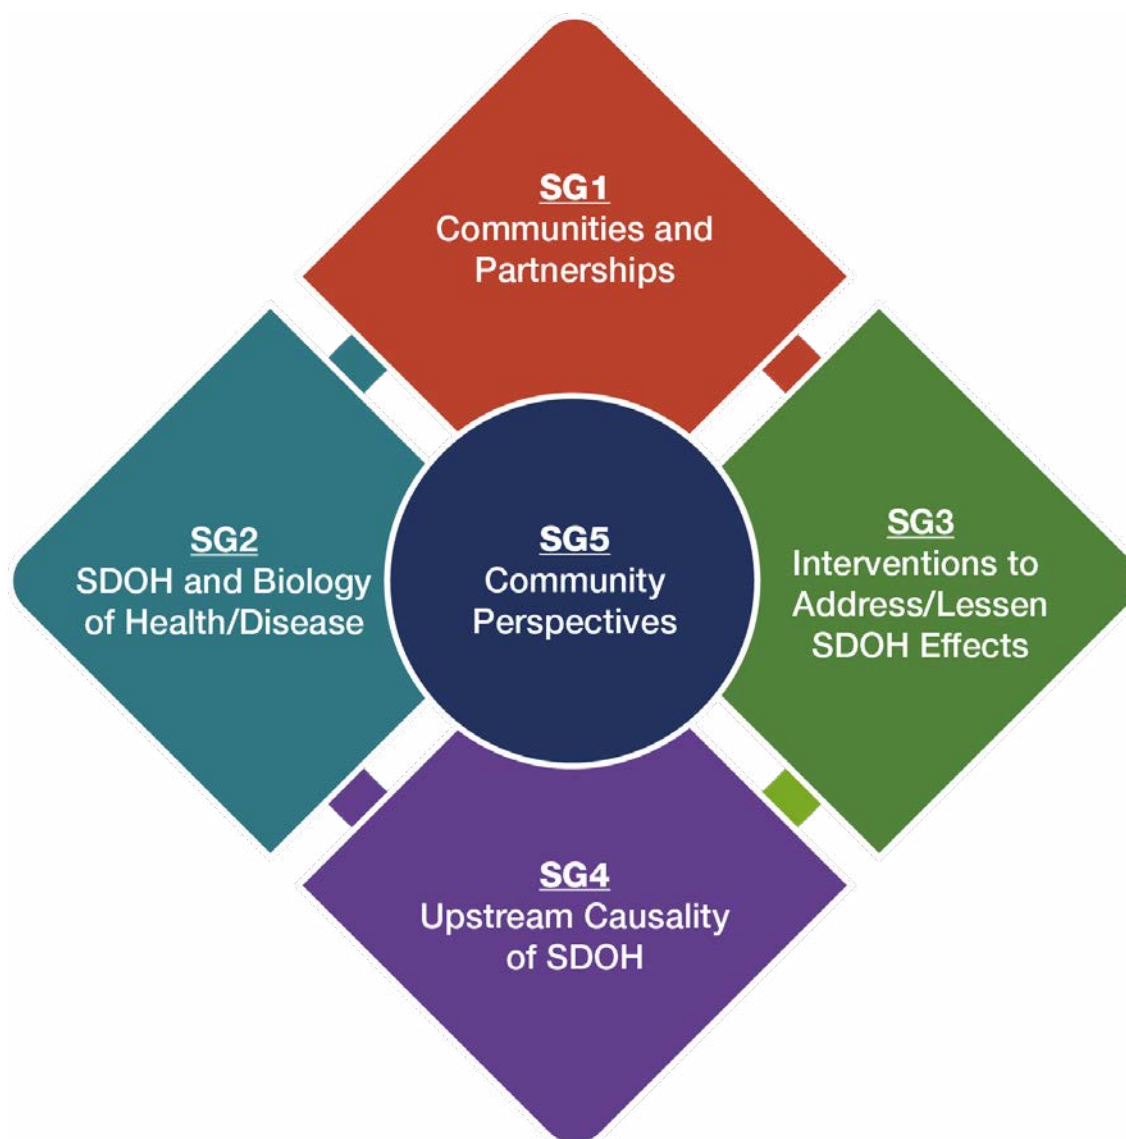 SG1
Communities and
Partnerships
SG2
SDOH and Biology
of Health/Disease
SG5
Community
Perspectives
SG3
Interventions to
Address/Lessen
SDOH Effects
SG4
Upstream Causality
of SDOH